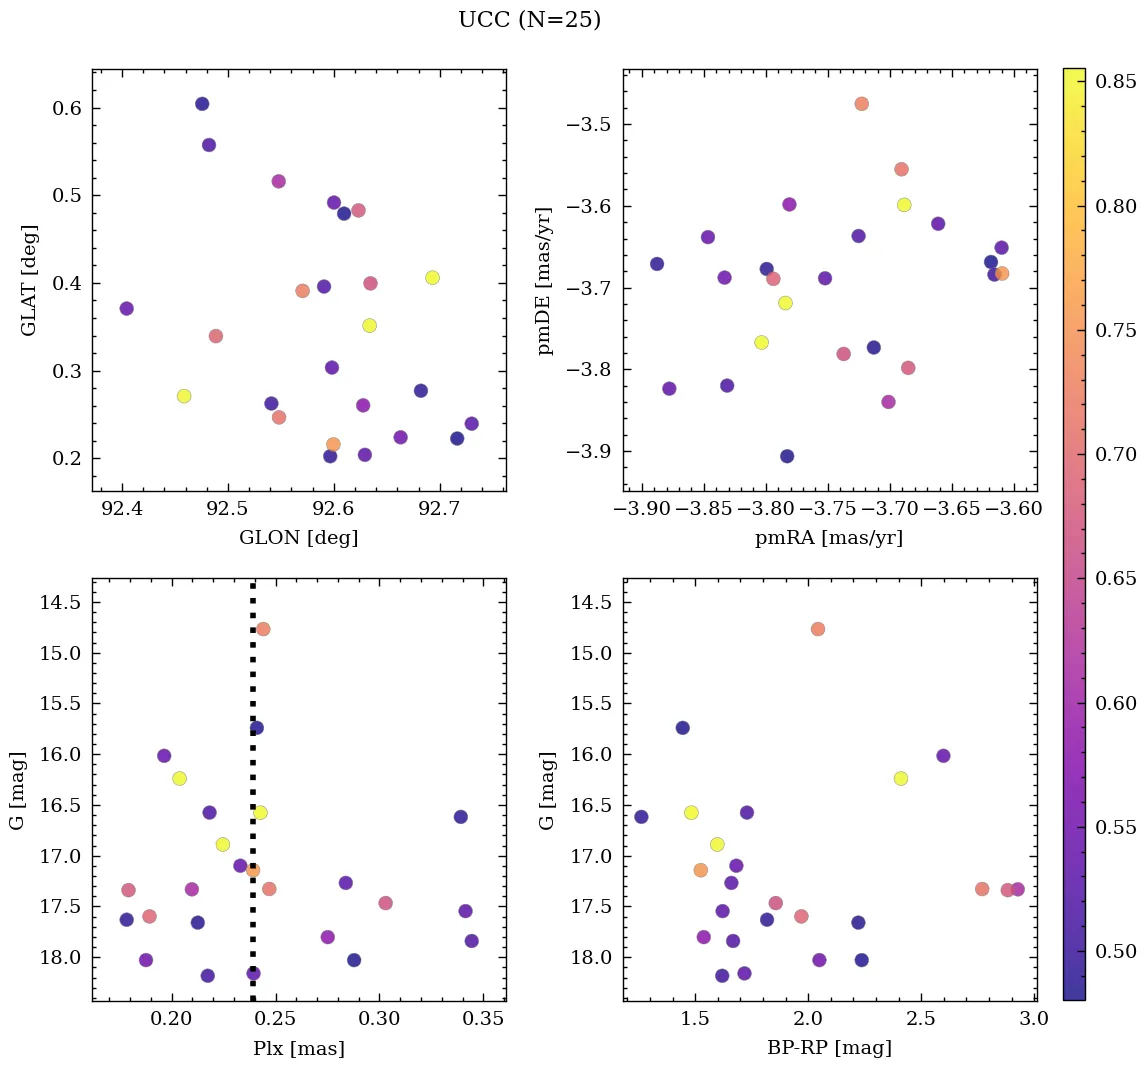 UCC (N=25)
0.6
0.5
0.4
0.3
0.2
GLAT [deg]
92.4 92.5 92.6 92.7
GLON [deg]
−3.5
−3.6
−3.7
−3.8
−3.9
pmDE [mas/yr]
−3.90 −3.85 −3.80 −3.75 −3.70 −3.65 −3.60
pmRA [mas/yr]
14.5
15.0
15.5
16.0
16.5
17.0
17.5
18.0
G [mag]
0.20 0.25 0.30 0.35
Plx [mas]
14.5
15.0
15.5
16.0
16.5
17.0
17.5
18.0
G [mag]
1.5 2.0 2.5 3.0
BP-RP [mag]
0.85
0.80
0.75
0.70
0.65
0.60
0.55
0.50